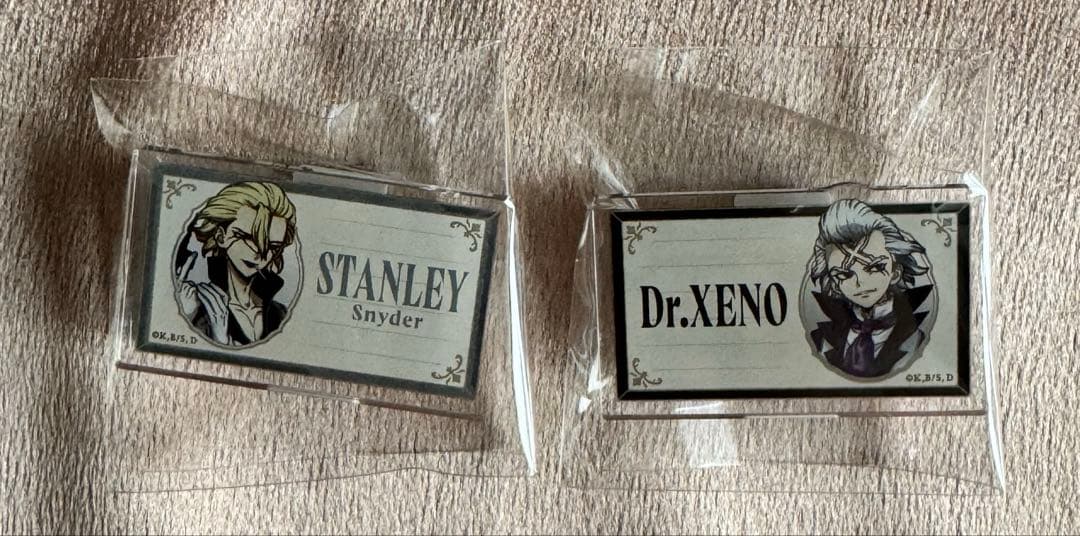 STANLEY
Snyder
©K,B/S,D
Dr.XENO
©K,B/S,D